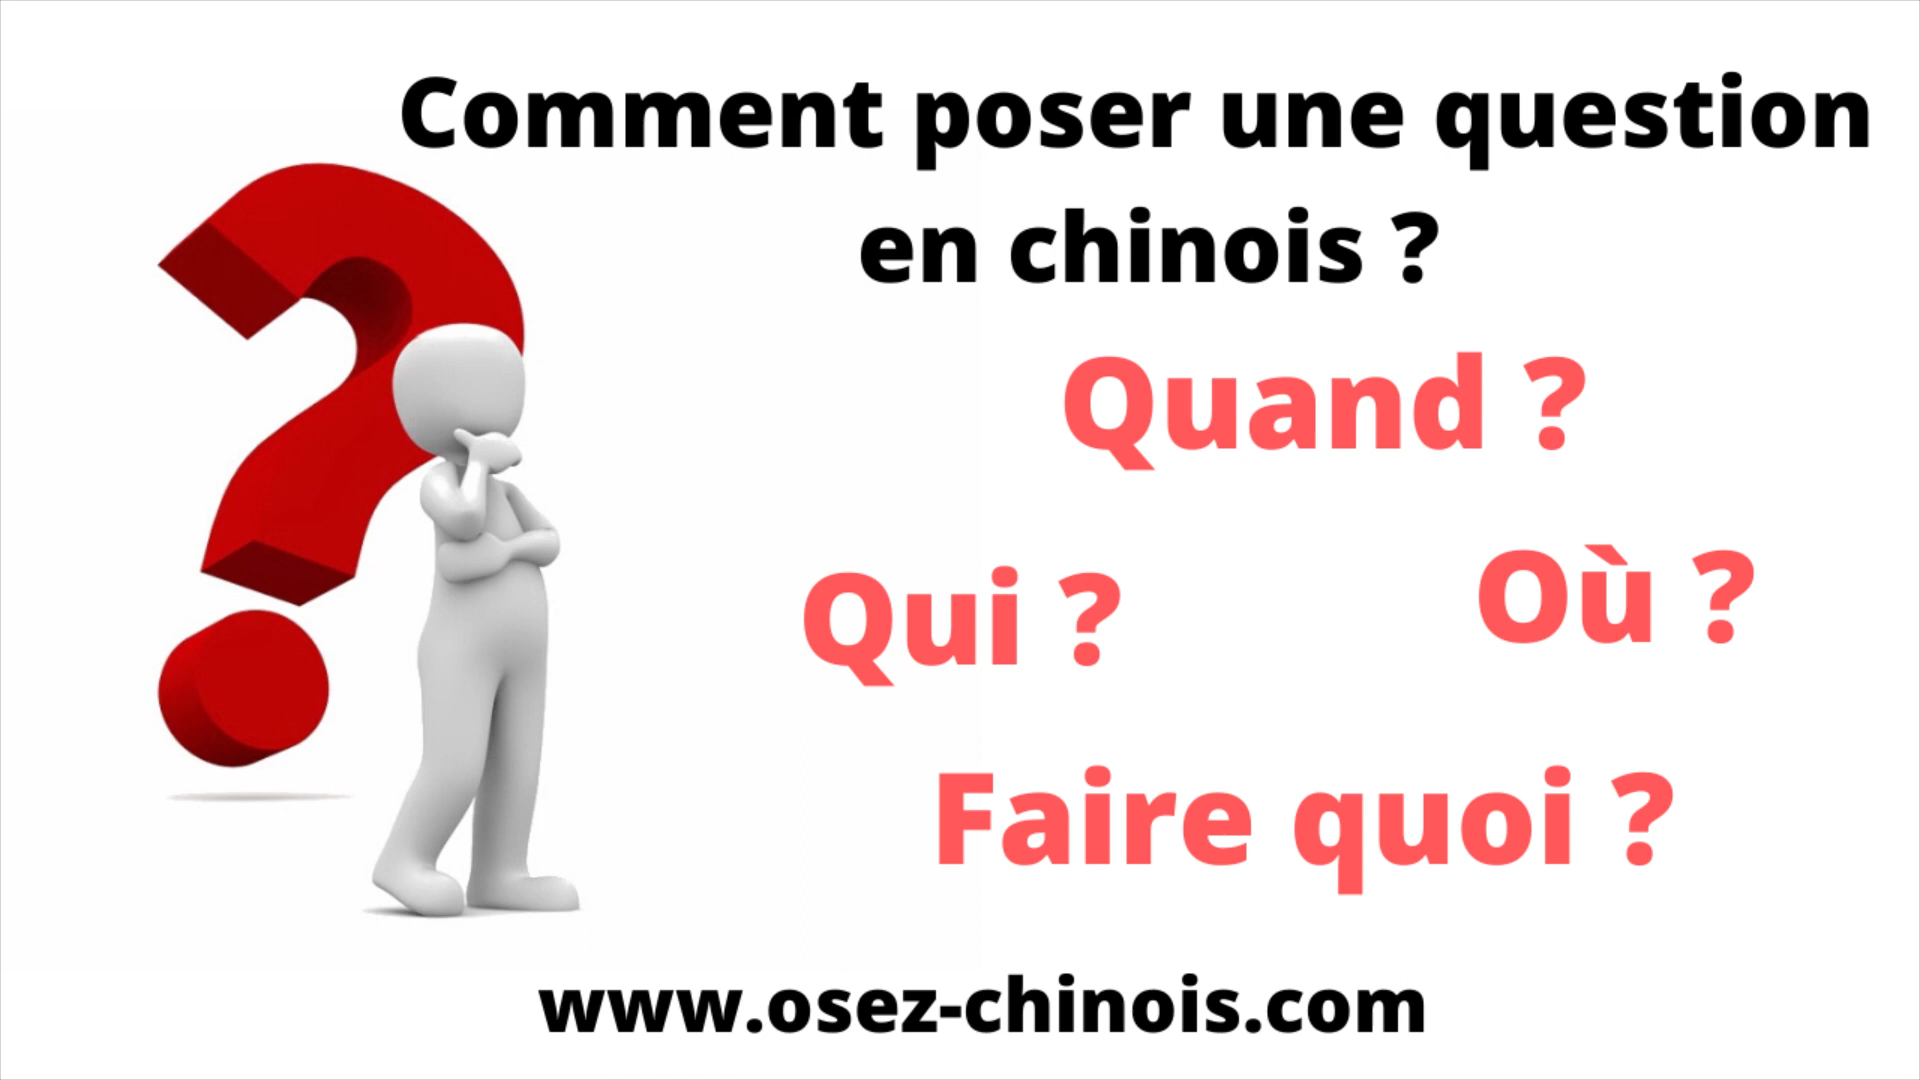 Comment poser une question
en chinois ?
Quand ?
Qui ?
Où ?
Faire quoi ?
www.osez-chinois.com